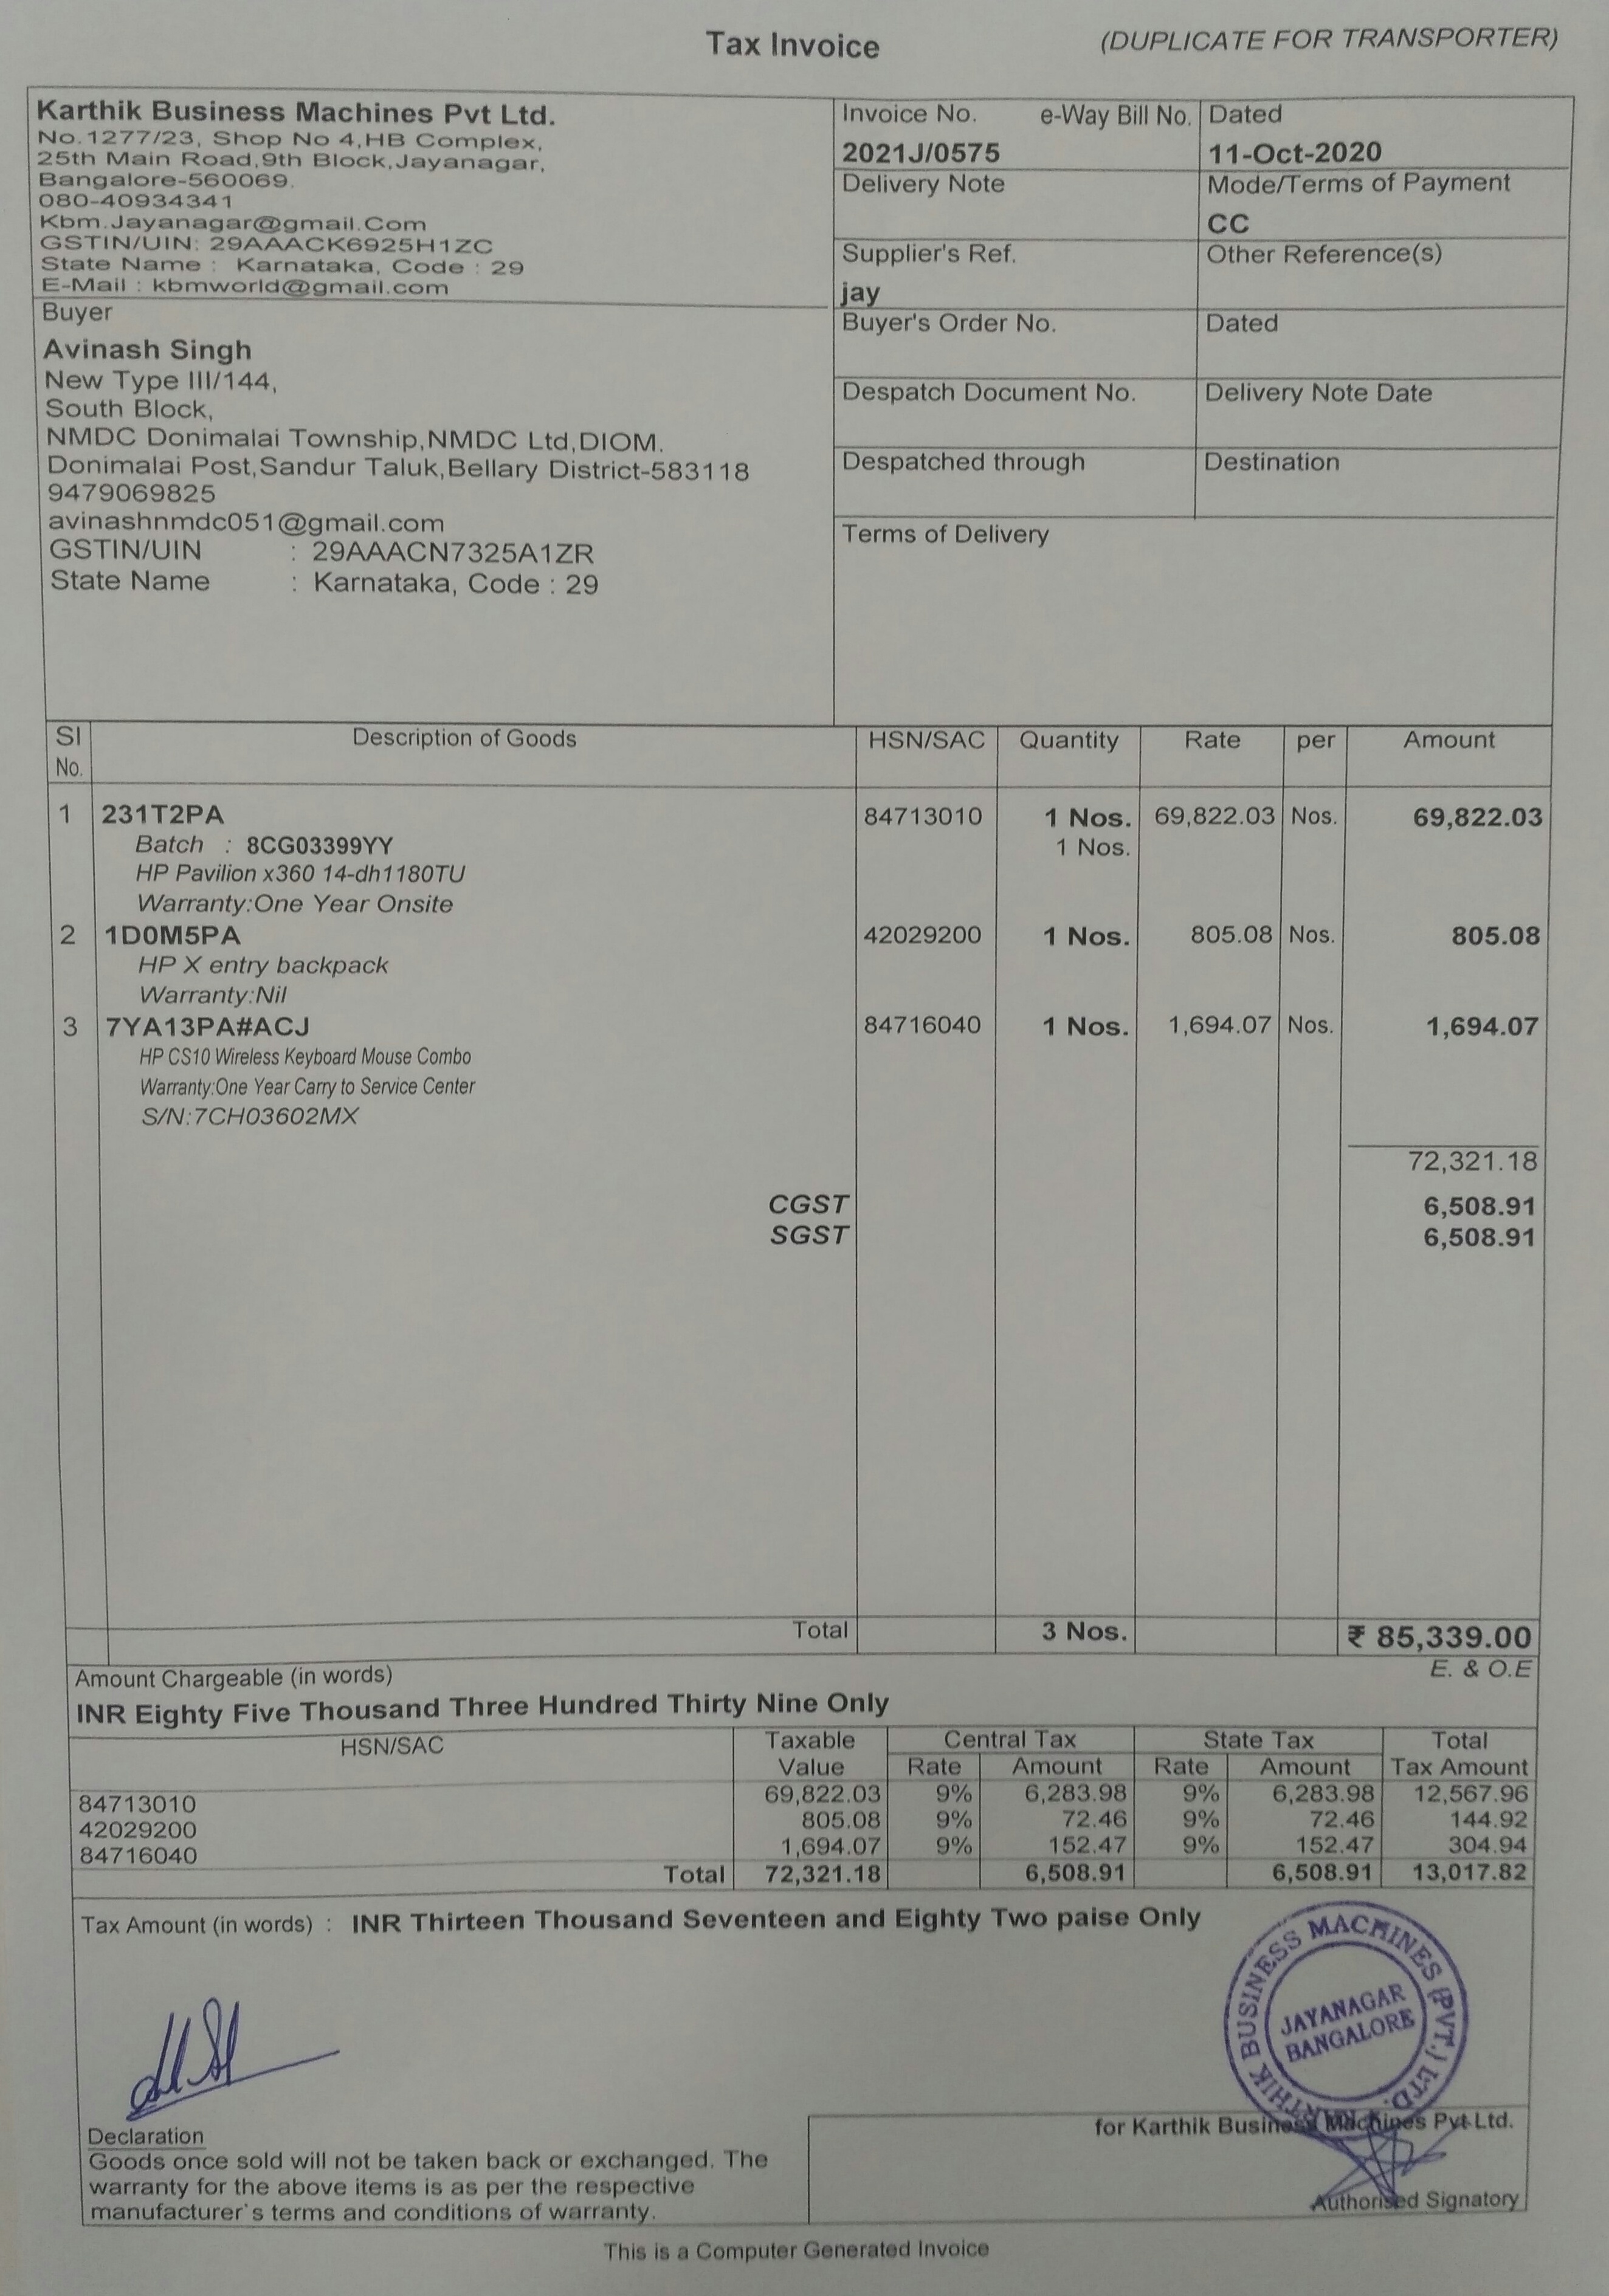 Tax Invoice
(DUPLICATE FOR TRANSPORTER)
Karthik Business Machines Pvt Ltd.
No.1277/23, Shop No 4,HB Complex,
25th Main Road,9th Block,Jayanagar,
Bangalore-560069.
080-40934341
Kbm.Jayanagar@gmail.Com
GSTIN/UIN: 29AAACK6925H1ZC
State Name : Karnataka, Code : 29
E-Mail : kbmworld@gmail.com
Invoice No. e-Way Bill No. Dated
2021J/0575 11-Oct-2020
Delivery Note Mode/Terms of Payment
CC
Supplier's Ref. Other Reference(s)
jay
Buyer's Order No. Dated
Despatch Document No. Delivery Note Date
Despatched through Destination
Terms of Delivery
Buyer
Avinash Singh
New Type III/144,
South Block,
NMDC Donimalai Township,NMDC Ltd,DIOM.
Donimalai Post,Sandur Taluk,Bellary District-583118
9479069825
avinashnmdc051@gmail.com
GSTIN/UIN : 29AAACN7325A1ZR
State Name : Karnataka, Code : 29
Sl Description of Goods HSN/SAC Quantity Rate per Amount
No.
1 231T2PA 84713010 1 Nos. 69,822.03 Nos. 69,822.03
Batch : 8CG03399YY 1 Nos.
HP Pavilion x360 14-dh1180TU
Warranty:One Year Onsite
2 1D0M5PA 42029200 1 Nos. 805.08 Nos. 805.08
HP X entry backpack
Warranty:Nil
3 7YA13PA#ACJ 84716040 1 Nos. 1,694.07 Nos. 1,694.07
HP CS10 Wireless Keyboard Mouse Combo
Warranty:One Year Carry to Service Center
S/N:7CH03602MX
72,321.18
CGST 6,508.91
SGST 6,508.91
Total 3 Nos. ₹ 85,339.00
Amount Chargeable (in words) E. & O.E
INR Eighty Five Thousand Three Hundred Thirty Nine Only
HSN/SAC Taxable Central Tax State Tax Total
Value Rate Amount Rate Amount Tax Amount
84713010 69,822.03 9% 6,283.98 9% 6,283.98 12,567.96
42029200 805.08 9% 72.46 9% 72.46 144.92
84716040 1,694.07 9% 152.47 9% 152.47 304.94
Total 72,321.18 6,508.91 6,508.91 13,017.82
Tax Amount (in words) : INR Thirteen Thousand Seventeen and Eighty Two paise Only
KARTHIK BUSINESS MACHINES (PVT.) LTD.
JAYANAGAR
BANGALORE
for Karthik Business Machines Pvt Ltd.
Authorised Signatory
Declaration
Goods once sold will not be taken back or exchanged. The
warranty for the above items is as per the respective
manufacturer's terms and conditions of warranty.
This is a Computer Generated Invoice